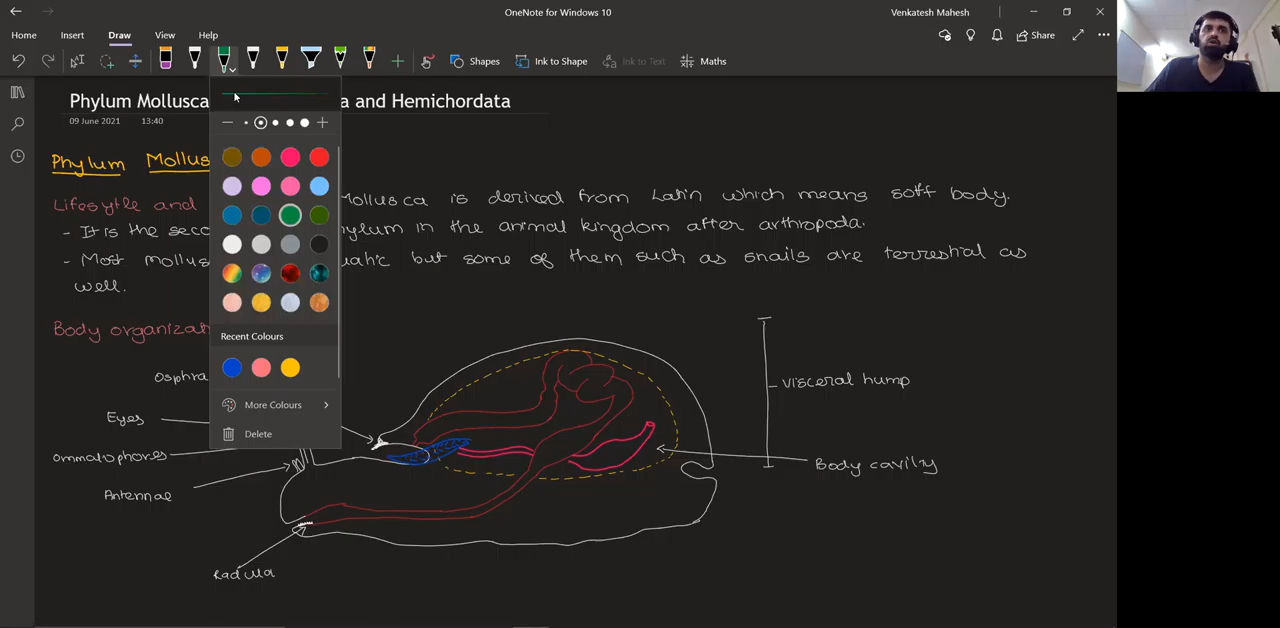 OneNote for Windows 10
Venkatesh Mahesh
Home Insert Draw View Help
Share
Shapes Ink to Shape Ink to Text Maths
Phylum Mollusca a and Hemichordata
09 June 2021 13:40
Phylum Mollus
Lifesytle and Mollusca is derived from Latin which means soft body.
- It is the seco hylum in the animal kingdom after arthropoda.
- Most mollus uatic but some of them such as snails are terrestial as
well.
Body organizat
Recent Colours
More Colours
Delete
Osphra
Eyes
ommatophores
Antennae
Radula
visceral hump
Body cavity